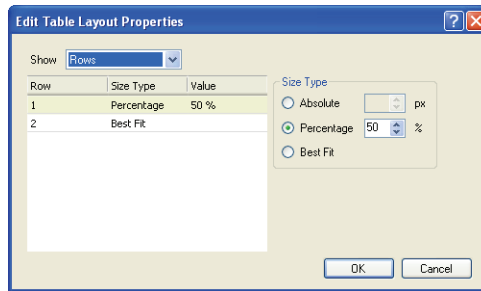 Edit Table Layout Properties
Show Rows
Row Size Type Value
1 Percentage 50 %
2 Best Fit
Size Type
Absolute px
Percentage 50 %
Best Fit
OK Cancel